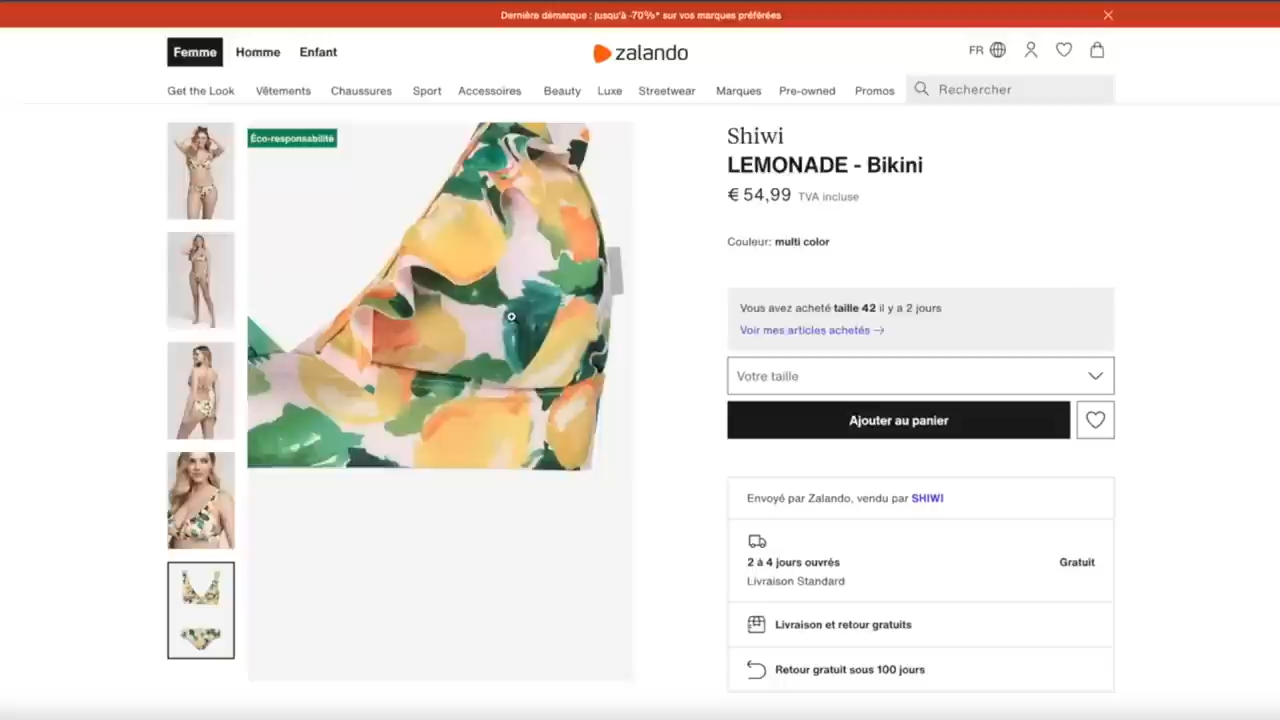 Dernière démarque : jusqu'à -70%* sur vos marques préférées
Femme Homme Enfant
zalando
FR
Get the Look Vêtements Chaussures Sport Accessoires Beauty Luxe Streetwear Marques Pre-owned Promos
Rechercher
Éco-responsabilité
Shiwi
LEMONADE - Bikini
€ 54,99 TVA incluse
Couleur: multi color
Vous avez acheté taille 42 il y a 2 jours
Voir mes articles achetés →
Votre taille
Ajouter au panier
Envoyé par Zalando, vendu par SHIWI
2 à 4 jours ouvrés Gratuit
Livraison Standard
Livraison et retour gratuits
Retour gratuit sous 100 jours